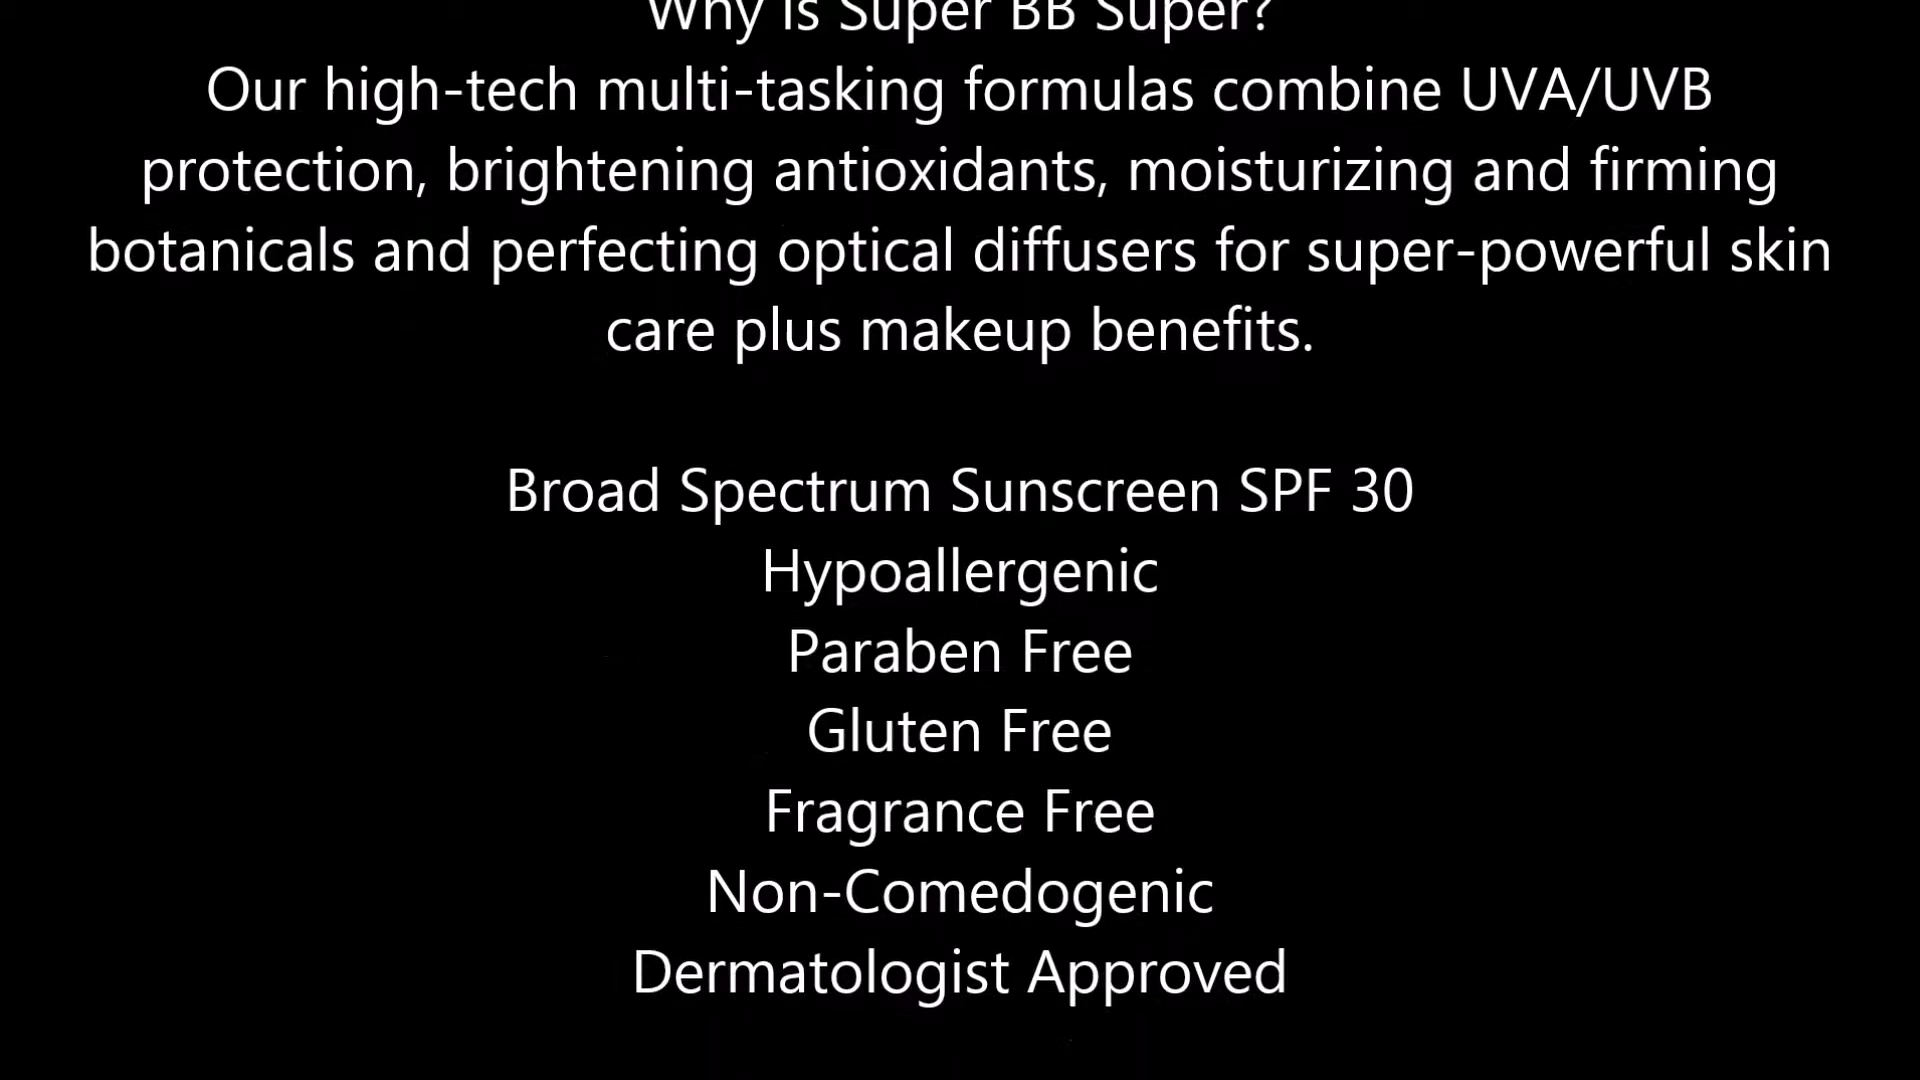 Why is Super BB Super?
Our high-tech multi-tasking formulas combine UVA/UVB
protection, brightening antioxidants, moisturizing and firming
botanicals and perfecting optical diffusers for super-powerful skin
care plus makeup benefits.
Broad Spectrum Sunscreen SPF 30
Hypoallergenic
Paraben Free
Gluten Free
Fragrance Free
Non-Comedogenic
Dermatologist Approved